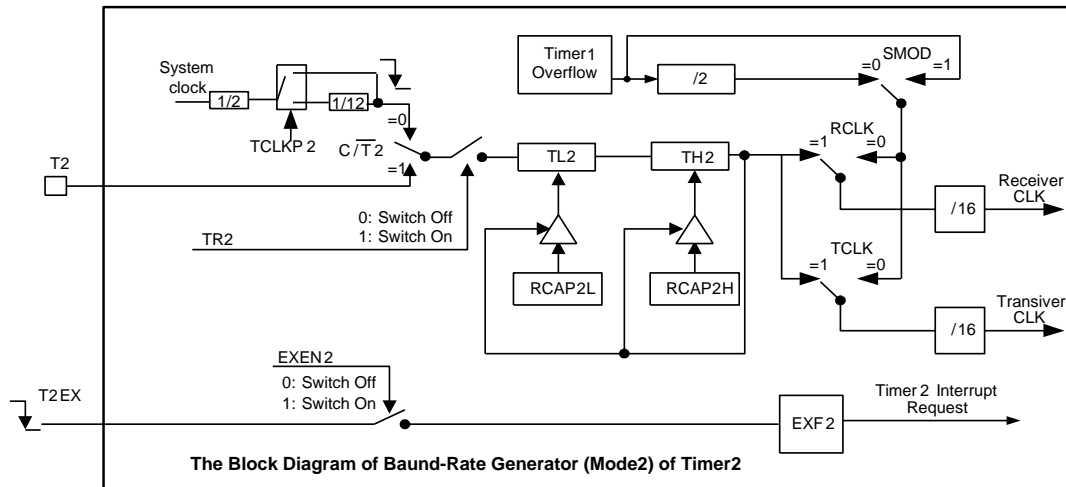 Timer1
Overflow
SMOD
=0
=1
/2
System
clock
1/2
1/12
TCLKP2
=0
C/T2
=1
T2
TL2
TH2
RCLK
=1
=0
Receiver
CLK
/16
0: Switch Off
1: Switch On
TR2
TCLK
=1
=0
RCAP2L
RCAP2H
Transiver
CLK
/16
EXEN2
0: Switch Off
1: Switch On
T2EX
Timer 2 Interrupt
Request
EXF2
The Block Diagram of Baund-Rate Generator (Mode2) of Timer2